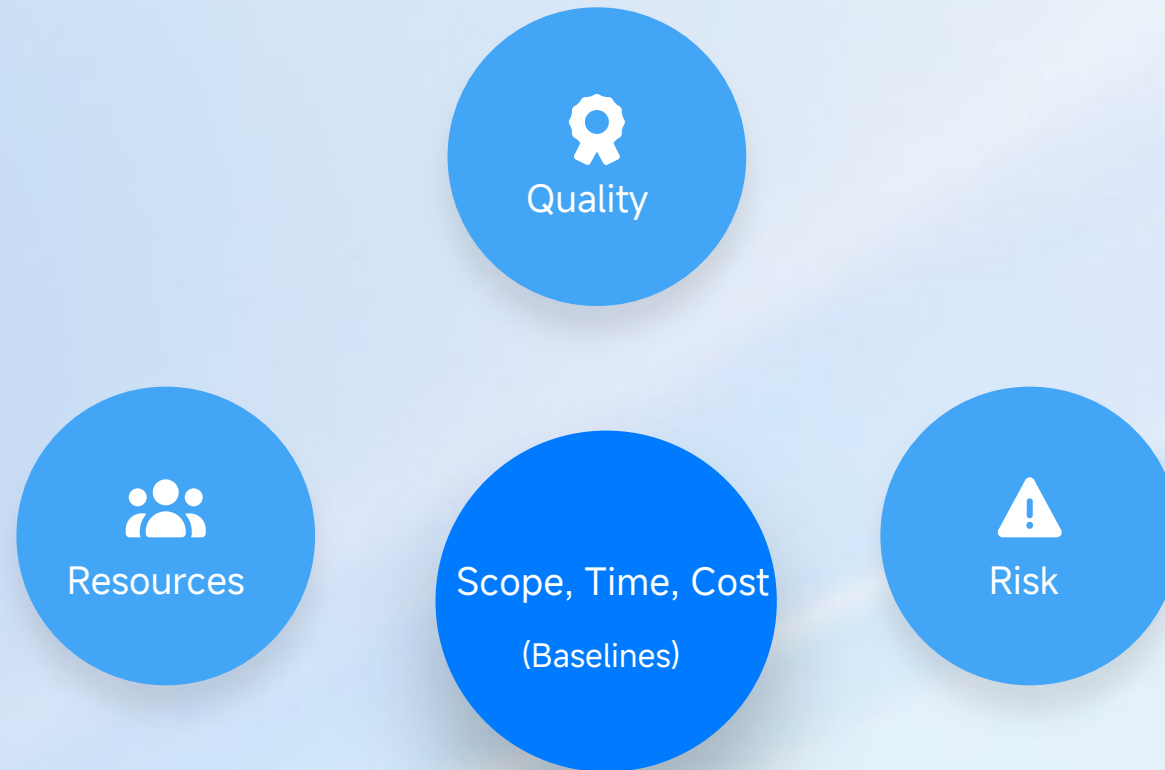 Quality
Resources
Scope, Time, Cost
(Baselines)
Risk